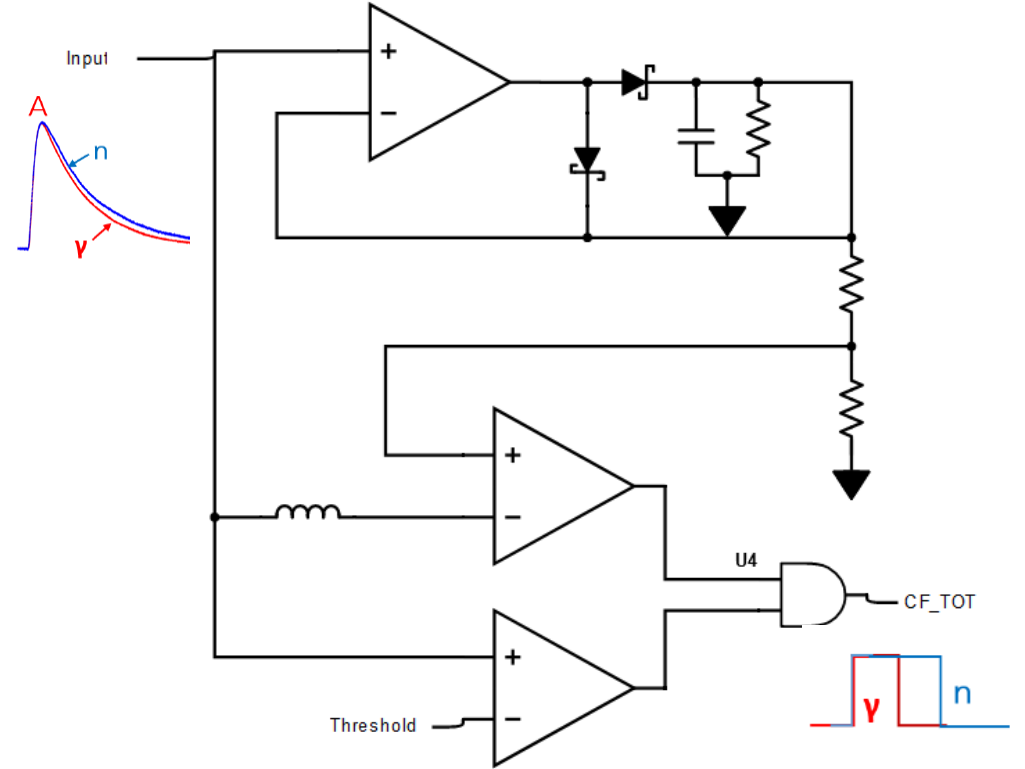 Input
A
n
γ
+
−
+
−
U4
CF_TOT
+
Threshold
−
γ
n